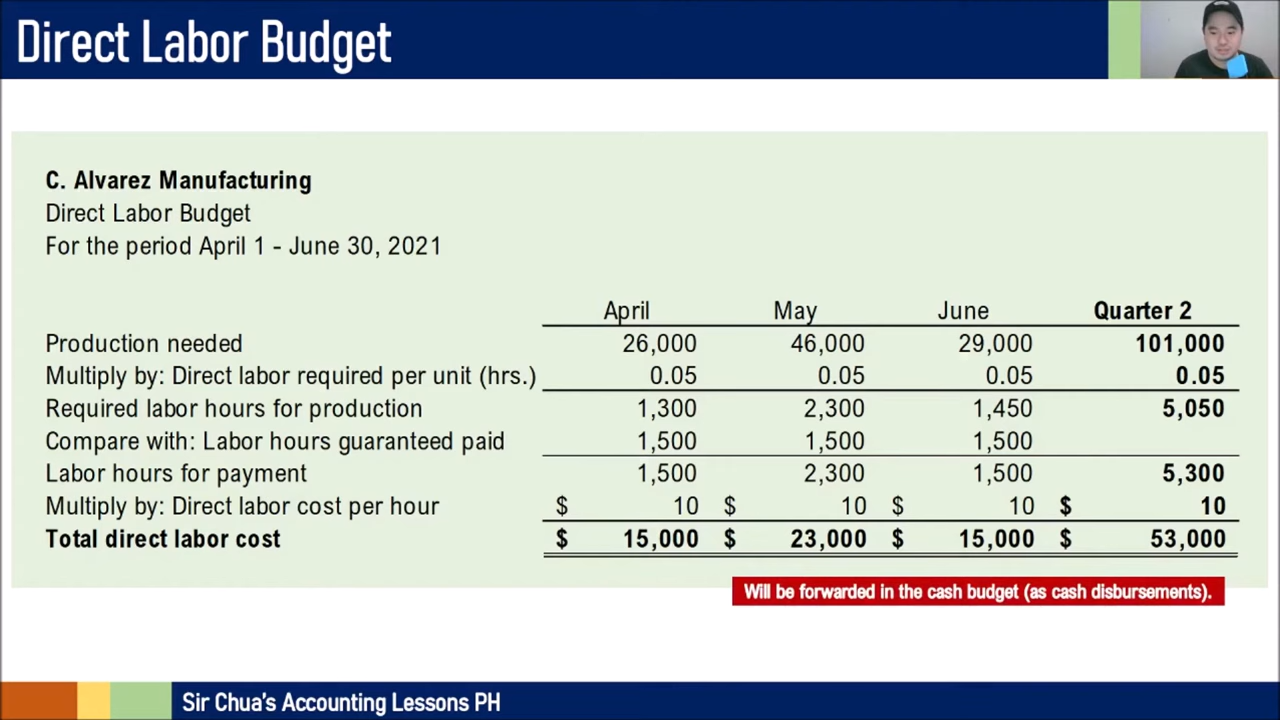 Direct Labor Budget
C. Alvarez Manufacturing
Direct Labor Budget
For the period April 1 - June 30, 2021
April May June Quarter 2
Production needed 26,000 46,000 29,000 101,000
Multiply by: Direct labor required per unit (hrs.) 0.05 0.05 0.05 0.05
Required labor hours for production 1,300 2,300 1,450 5,050
Compare with: Labor hours guaranteed paid 1,500 1,500 1,500
Labor hours for payment 1,500 2,300 1,500 5,300
Multiply by: Direct labor cost per hour $ 10 $ 10 $ 10 $ 10
Total direct labor cost $ 15,000 $ 23,000 $ 15,000 $ 53,000
Will be forwarded in the cash budget (as cash disbursements).
Sir Chua's Accounting Lessons PH